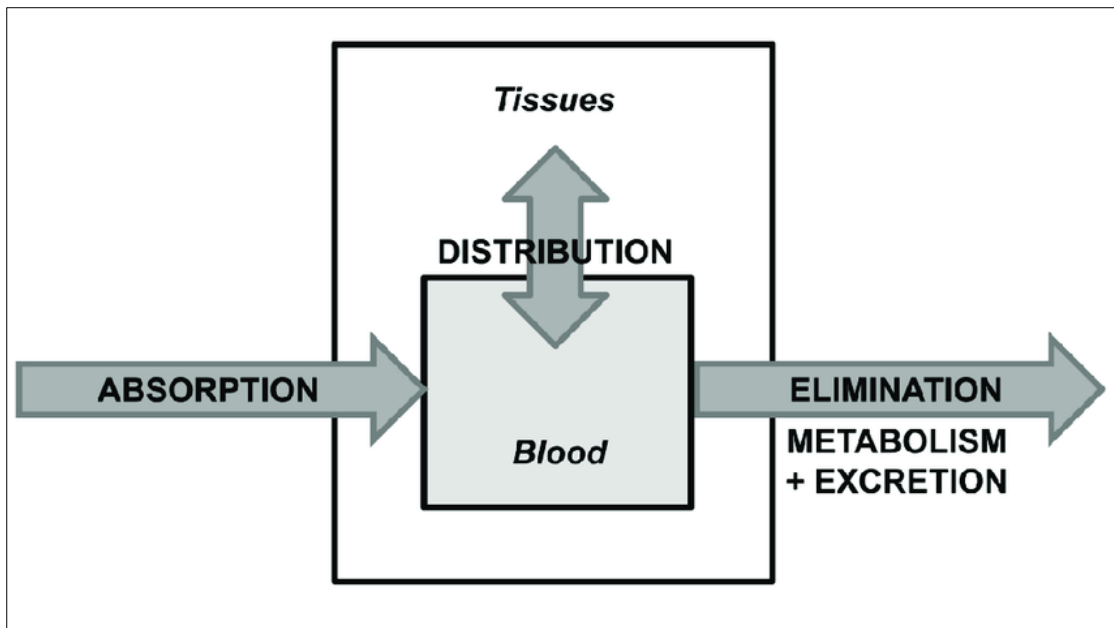 Tissues
DISTRIBUTION
ABSORPTION
ELIMINATION
Blood
METABOLISM
+ EXCRETION